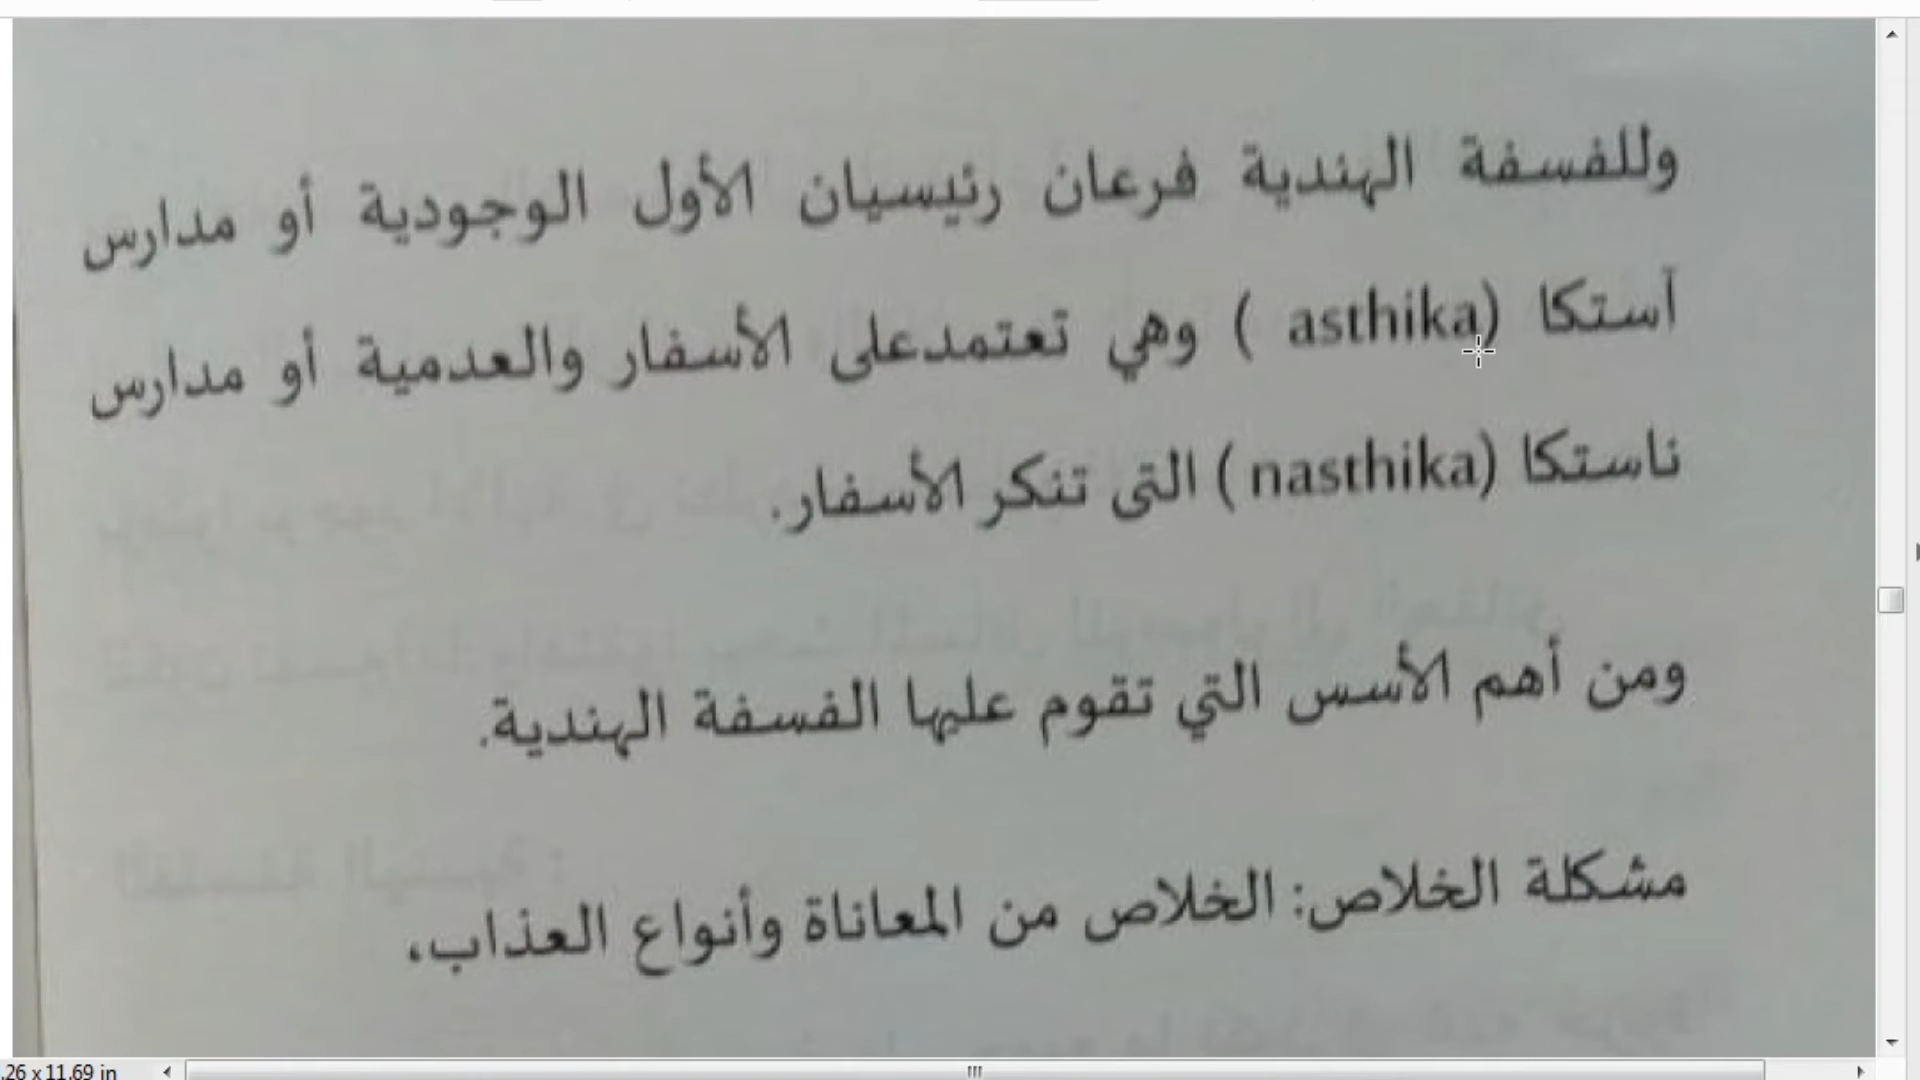 وللفسفة الهندية فرعان رئيسيان الأول الوجودية أو مدارس
آستكا (asthika ) وهي تعتمدعلى الأسفار والعدمية أو مدارس
ناستكا (nasthika ) التى تنكر الأسفار.
ومن أهم الأسس التي تقوم عليها الفسفة الهندية.
مشكلة الخلاص: الخلاص من المعاناة وأنواع العذاب،
.26 x 11.69 in